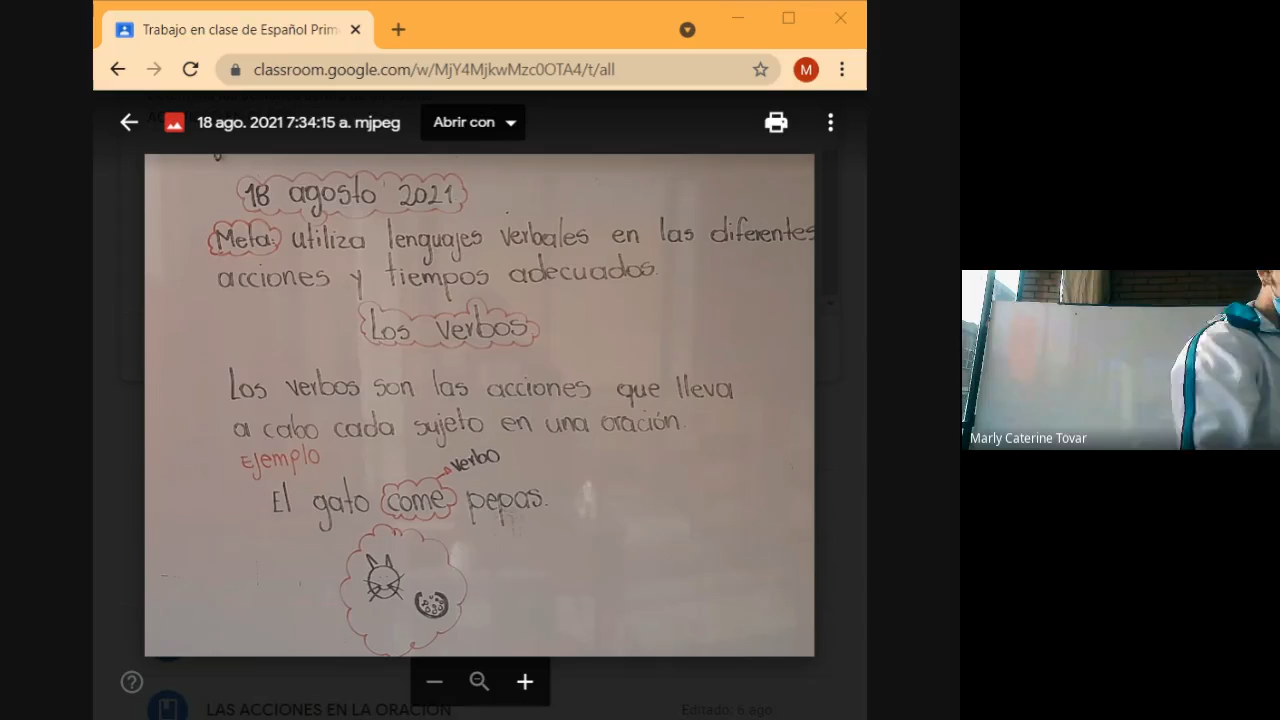 Trabajo en clase de Español Prim
classroom.google.com/w/MjY4MjkwMzc0OTA4/t/all
M
18 ago. 2021 7:34:15 a. mjpeg
Abrir con
18 agosto 2021
Meta: utiliza lenguajes verbales en las diferentes
acciones y tiempos adecuados.
Los verbos
Los verbos son las acciones que lleva
a cabo cada sujeto en una oración.
Ejemplo
verbo
El gato come pepas.
LAS ACCIONES EN LA ORACIÓN
Editado: 6 ago
Marly Caterine Tovar